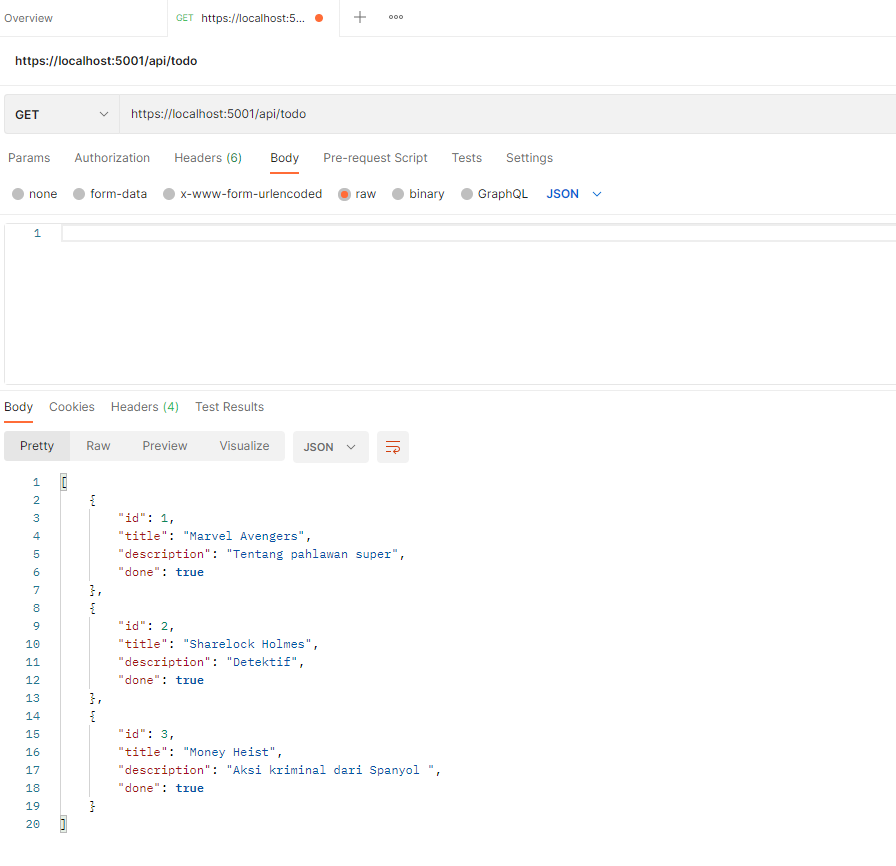 Overview GET https://localhost:5...
https://localhost:5001/api/todo
GET https://localhost:5001/api/todo
Params Authorization Headers (6) Body Pre-request Script Tests Settings
none form-data x-www-form-urlencoded raw binary GraphQL JSON
1
Body Cookies Headers (4) Test Results
Pretty Raw Preview Visualize JSON
1 [
2 {
3 "id": 1,
4 "title": "Marvel Avengers",
5 "description": "Tentang pahlawan super",
6 "done": true
7 },
8 {
9 "id": 2,
10 "title": "Sharelock Holmes",
11 "description": "Detektif",
12 "done": true
13 },
14 {
15 "id": 3,
16 "title": "Money Heist",
17 "description": "Aksi kriminal dari Spanyol ",
18 "done": true
19 }
20 ]